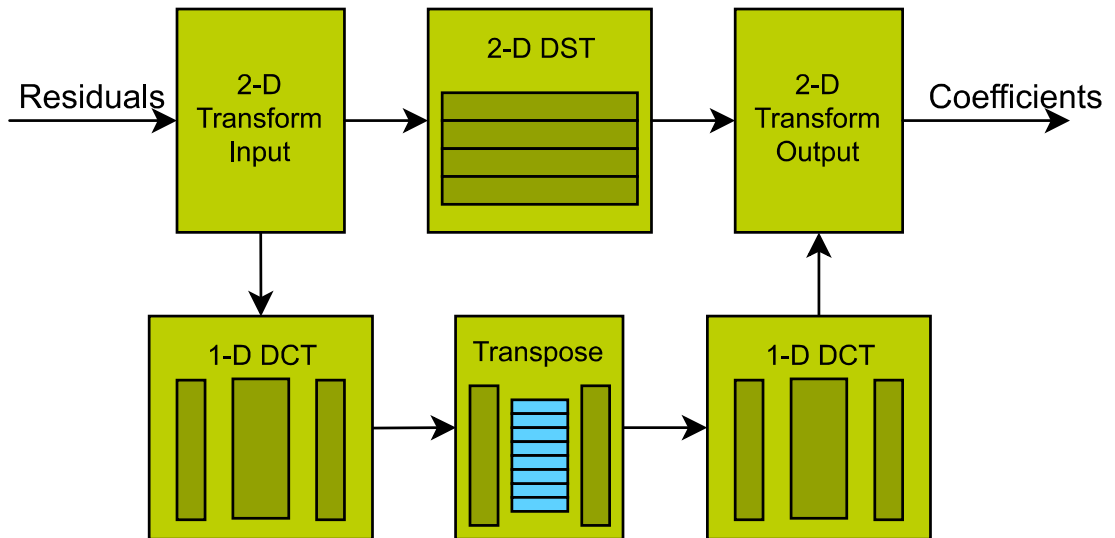 Residuals
2-D
Transform
Input
2-D DST
2-D
Transform
Output
Coefficients
1-D DCT
Transpose
1-D DCT